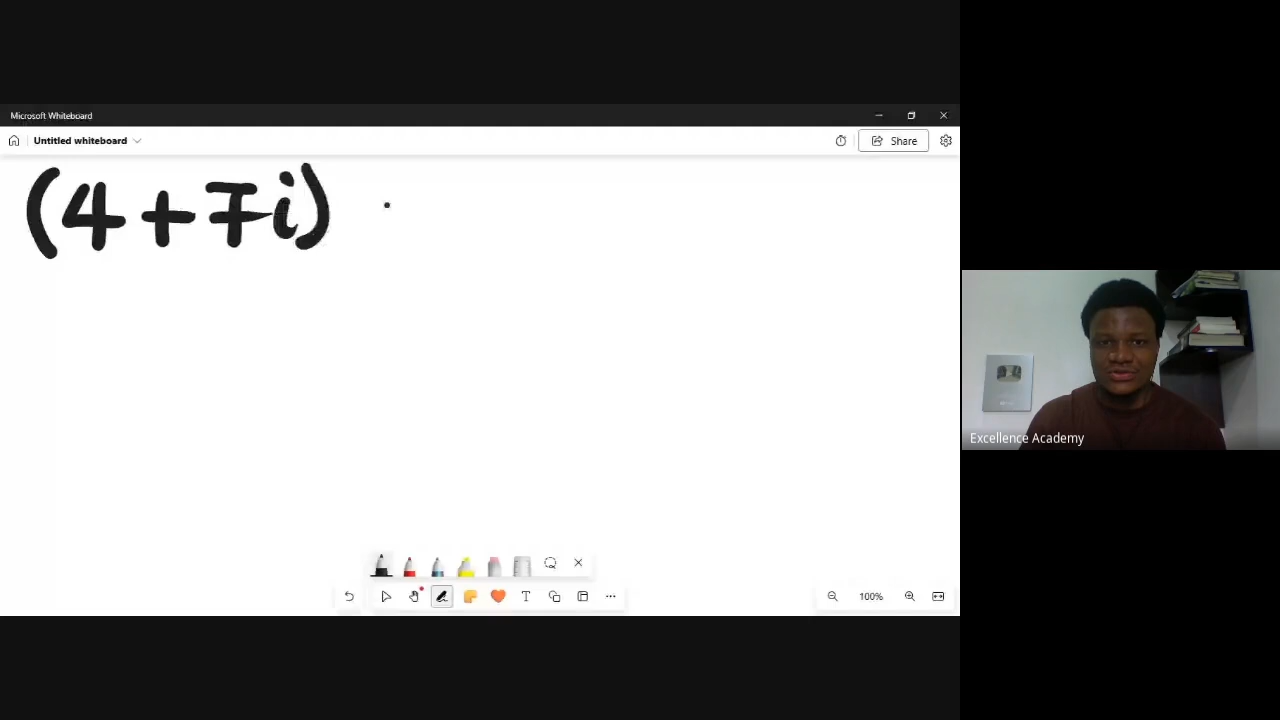 Microsoft Whiteboard
Untitled whiteboard
Share
(4 + 7i)
Excellence Academy
100%